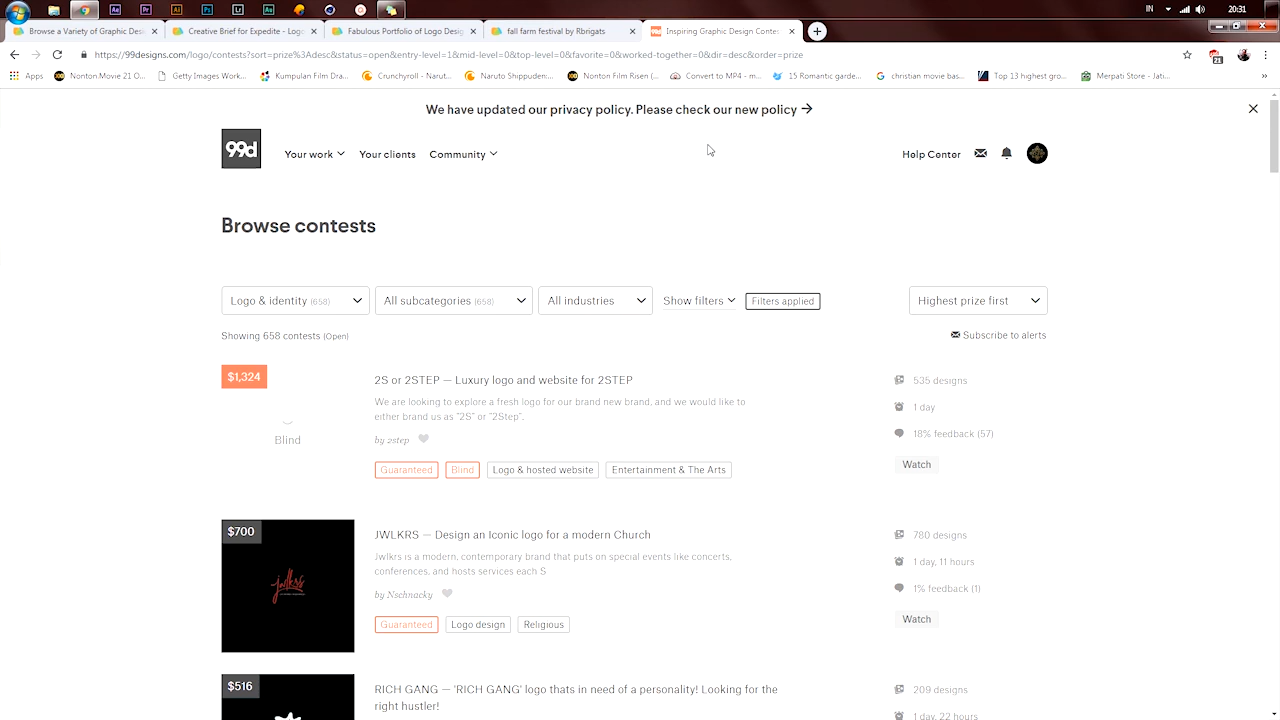 IN
20:31
Browse a Variety of Graphic Des
Creative Brief for Expedite - Logo
Fabulous Portfolio of Logo Desig
fall farm festival by Rbrigats
Inspiring Graphic Design Contes
https://99designs.com/logo/contests?sort=prize%3Adesc&status=open&entry-level=1&mid-level=0&top-level=0&favorite=0&worked-together=0&dir=desc&order=prize
21
Apps
Nonton.Movie 21 O...
Getty Images Work...
Kumpulan Film Dra...
Crunchyroll - Narut...
Naruto Shippuden:...
Nonton Film Risen (...
Convert to MP4 - m...
15 Romantic garde...
christian movie bas...
Top 13 highest gro...
Merpati Store - Jati...
We have updated our privacy policy. Please check our new policy →
99d
Your work
Your clients
Community
Help Center
Browse contests
Logo & identity (658)
All subcategories (658)
All industries
Show filters
Filters applied
Highest prize first
Showing 658 contests (Open)
Subscribe to alerts
$1,324
Blind
2S or 2STEP — Luxury logo and website for 2STEP
We are looking to explore a fresh logo for our brand new brand, and we would like to
either brand us as "2S" or "2Step".
by 2step
Guaranteed
Blind
Logo & hosted website
Entertainment & The Arts
535 designs
1 day
18% feedback (57)
Watch
$700
jwlkrs
JWLKRS — Design an Iconic logo for a modern Church
Jwlkrs is a modern, contemporary brand that puts on special events like concerts,
conferences, and hosts services each S
by Nschnacky
Guaranteed
Logo design
Religious
780 designs
1 day, 11 hours
1% feedback (1)
Watch
$516
RICH GANG — 'RICH GANG' logo thats in need of a personality! Looking for the
right hustler!
209 designs
1 day, 22 hours